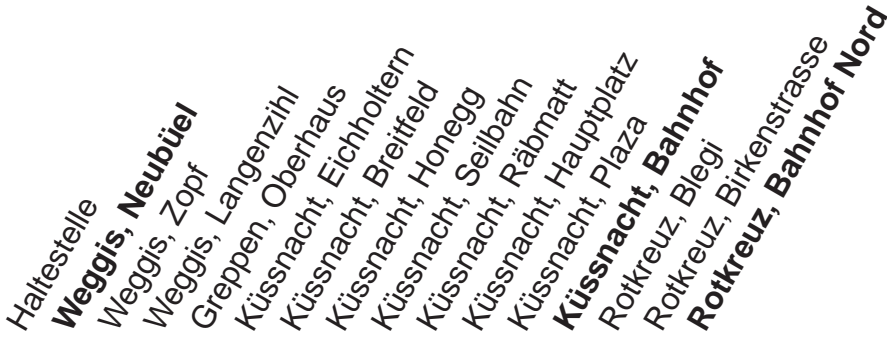 Haltestelle
Weggis, Neubüel
Weggis, Zopf
Weggis, Langenzihl
Greppen, Oberhaus
Küssnacht, Eichholtern
Küssnacht, Breitfeld
Küssnacht, Honegg
Küssnacht, Seilbahn
Küssnacht, Räbmatt
Küssnacht, Hauptplatz
Küssnacht, Plaza
Küssnacht, Bahnhof
Rotkreuz, Blegi
Rotkreuz, Birkenstrasse
Rotkreuz, Bahnhof Nord